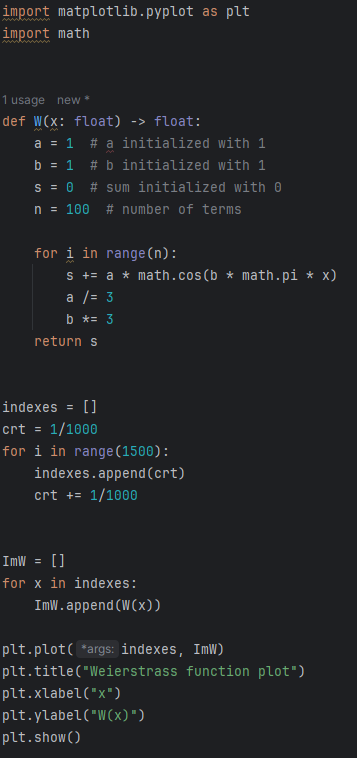 import matplotlib.pyplot as plt
import math
1 usage new *
def W(x: float) -> float:
    a = 1  # a initialized with 1
    b = 1  # b initialized with 1
    s = 0  # sum initialized with 0
    n = 100  # number of terms
    for i in range(n):
        s += a * math.cos(b * math.pi * x)
        a /= 3
        b *= 3
    return s
indexes = []
crt = 1/1000
for i in range(1500):
    indexes.append(crt)
    crt += 1/1000
ImW = []
for x in indexes:
    ImW.append(W(x))
plt.plot( *args: indexes, ImW)
plt.title("Weierstrass function plot")
plt.xlabel("x")
plt.ylabel("W(x)")
plt.show()